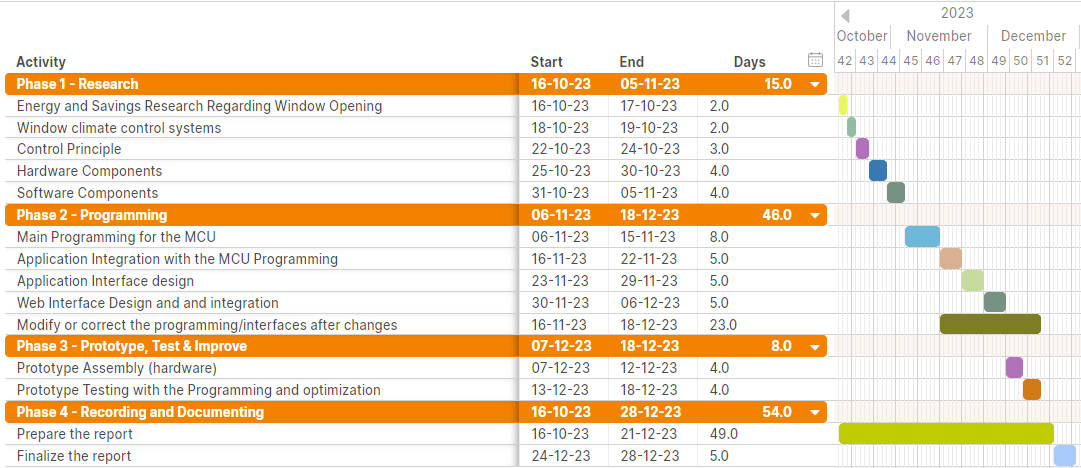 2023
October November December
Activity Start End Days 42 43 44 45 46 47 48 49 50 51 52
Phase 1 - Research 16-10-23 05-11-23 15.0
Energy and Savings Research Regarding Window Opening 16-10-23 17-10-23 2.0
Window climate control systems 18-10-23 19-10-23 2.0
Control Principle 22-10-23 24-10-23 3.0
Hardware Components 25-10-23 30-10-23 4.0
Software Components 31-10-23 05-11-23 4.0
Phase 2 - Programming 06-11-23 18-12-23 46.0
Main Programming for the MCU 06-11-23 15-11-23 8.0
Application Integration with the MCU Programming 16-11-23 22-11-23 5.0
Application Interface design 23-11-23 29-11-23 5.0
Web Interface Design and and integration 30-11-23 06-12-23 5.0
Modify or correct the programming/interfaces after changes 16-11-23 18-12-23 23.0
Phase 3 - Prototype, Test & Improve 07-12-23 18-12-23 8.0
Prototype Assembly (hardware) 07-12-23 12-12-23 4.0
Prototype Testing with the Programming and optimization 13-12-23 18-12-23 4.0
Phase 4 - Recording and Documenting 16-10-23 28-12-23 54.0
Prepare the report 16-10-23 21-12-23 49.0
Finalize the report 24-12-23 28-12-23 5.0